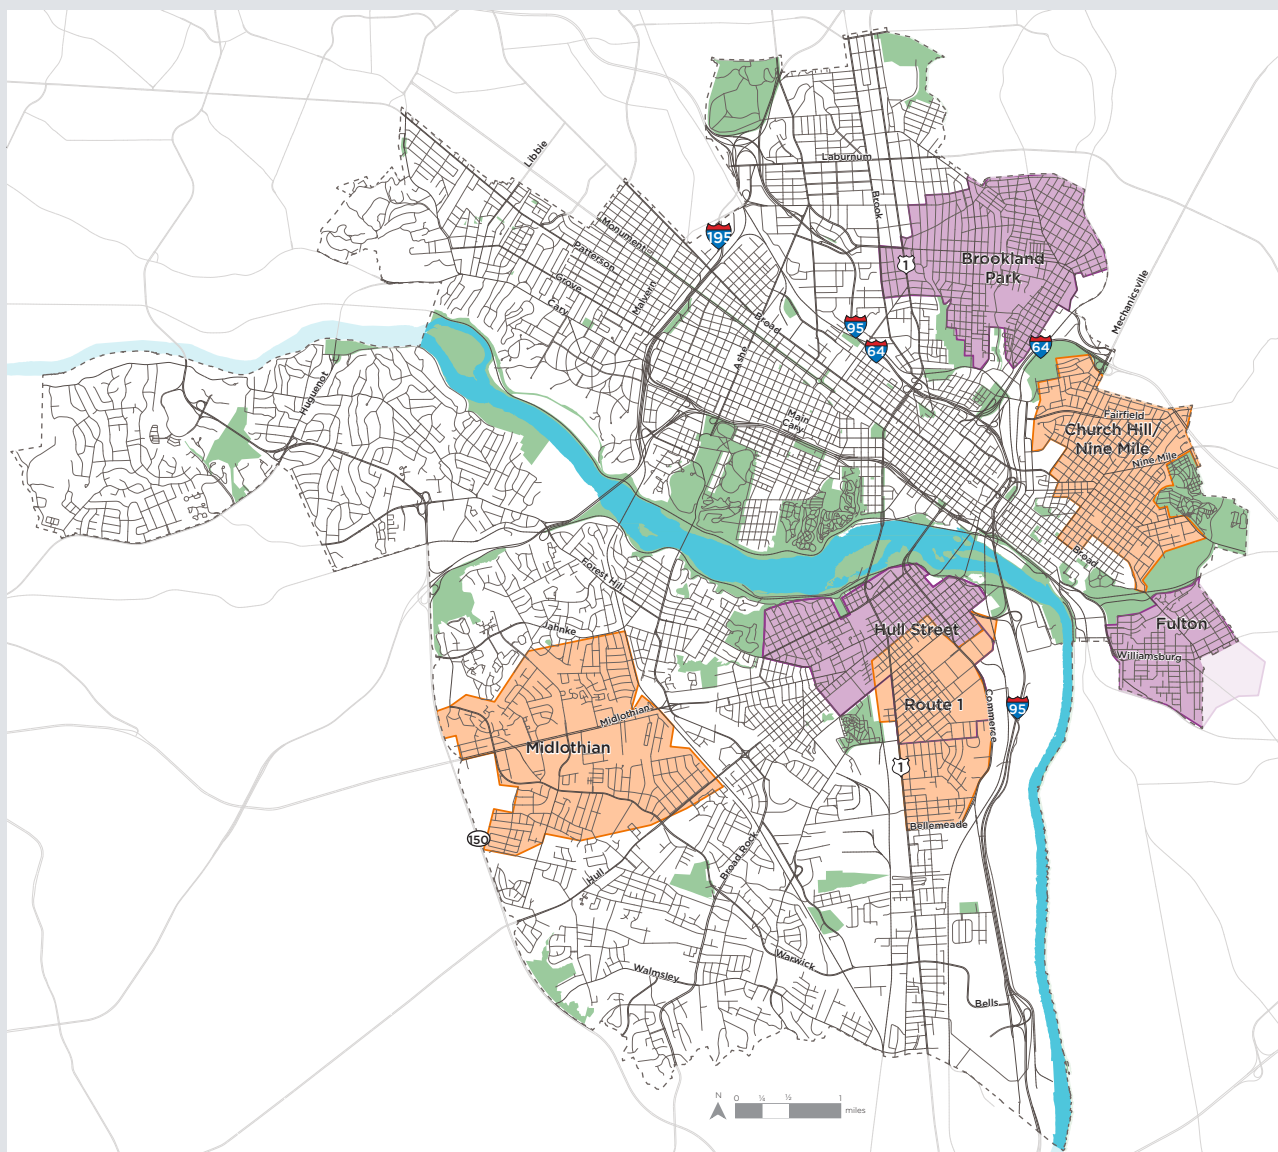 Libbie
Laburnum
Brook
Monument
195
Patterson
Brookland
Park
1
Grove
Malvern
Cary
Mechanicsville
Broad
95
Ashe
64
64
Huguenot
Main
Cary
Fairfield
Church Hill/
Nine Mile
Nine Mile
Broad
Forest Hill
Jahnke
Hull Street
Fulton
Williamsburg
Route 1
Commerce
95
Midlothian
Midlothian
1
Bellemeade
150
Broad Rock
Hull
Warwick
Walmsley
Bells
N
0 ¼ ½ 1
miles